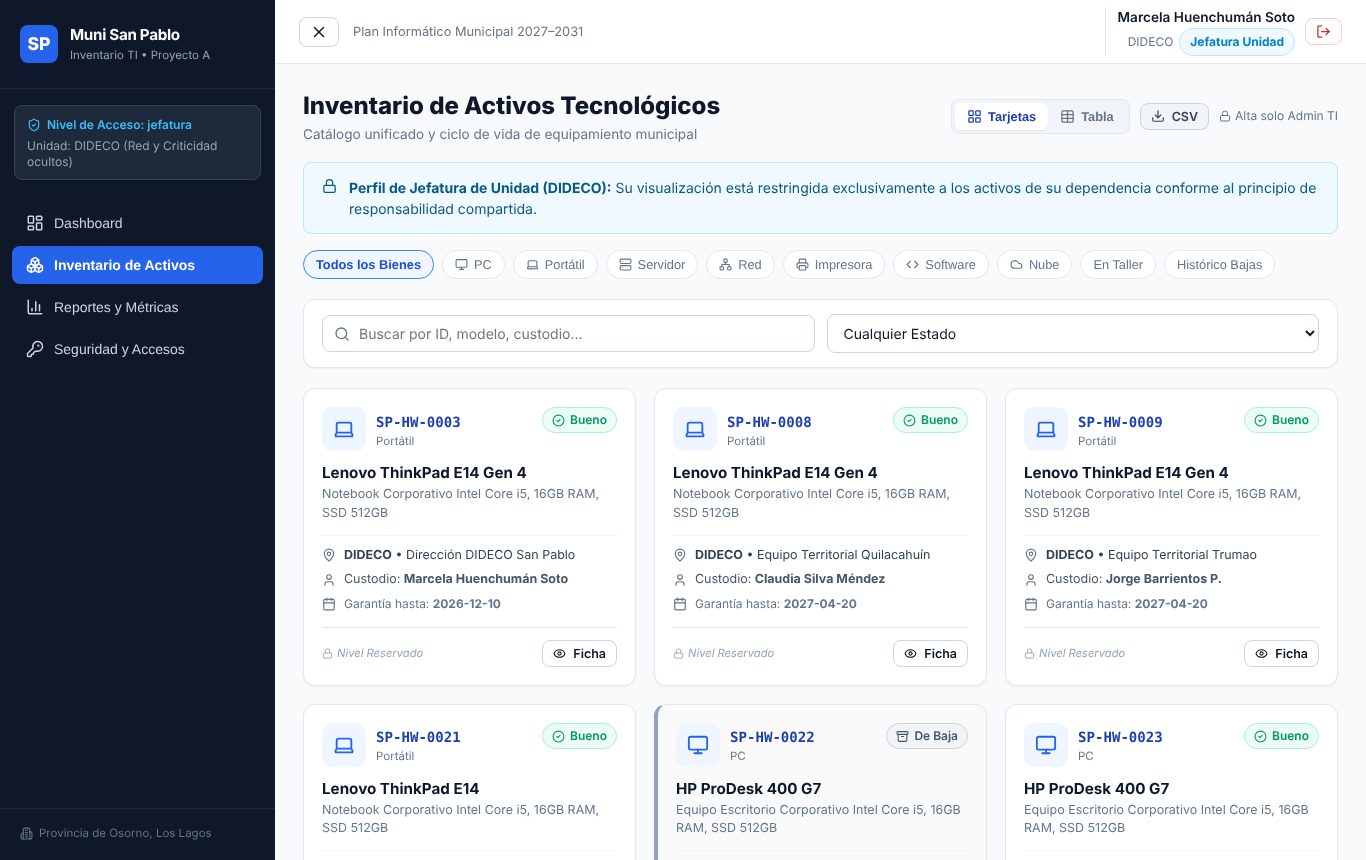 SP
Muni San Pablo
Inventario TI • Proyecto A
Nivel de Acceso: jefatura
Unidad: DIDECO (Red y Criticidad
ocultos)
Dashboard
Inventario de Activos
Reportes y Métricas
Seguridad y Accesos
Provincia de Osorno, Los Lagos
Plan Informático Municipal 2027–2031
Marcela Huenchumán Soto
DIDECO Jefatura Unidad
Inventario de Activos Tecnológicos
Catálogo unificado y ciclo de vida de equipamiento municipal
Tarjetas Tabla CSV Alta solo Admin TI
Perfil de Jefatura de Unidad (DIDECO): Su visualización está restringida exclusivamente a los activos de su dependencia conforme al principio de
responsabilidad compartida.
Todos los Bienes PC Portátil Servidor Red Impresora Software Nube En Taller Histórico Bajas
Buscar por ID, modelo, custodio... Cualquier Estado
SP-HW-0003 Bueno
Portátil
Lenovo ThinkPad E14 Gen 4
Notebook Corporativo Intel Core i5, 16GB RAM,
SSD 512GB
DIDECO • Dirección DIDECO San Pablo
Custodio: Marcela Huenchumán Soto
Garantía hasta: 2026-12-10
Nivel Reservado Ficha
SP-HW-0008 Bueno
Portátil
Lenovo ThinkPad E14 Gen 4
Notebook Corporativo Intel Core i5, 16GB RAM,
SSD 512GB
DIDECO • Equipo Territorial Quilacahuín
Custodio: Claudia Silva Méndez
Garantía hasta: 2027-04-20
Nivel Reservado Ficha
SP-HW-0009 Bueno
Portátil
Lenovo ThinkPad E14 Gen 4
Notebook Corporativo Intel Core i5, 16GB RAM,
SSD 512GB
DIDECO • Equipo Territorial Trumao
Custodio: Jorge Barrientos P.
Garantía hasta: 2027-04-20
Nivel Reservado Ficha
SP-HW-0021 Bueno
Portátil
Lenovo ThinkPad E14
Notebook Corporativo Intel Core i5, 16GB RAM,
SSD 512GB
SP-HW-0022 De Baja
PC
HP ProDesk 400 G7
Equipo Escritorio Corporativo Intel Core i5, 16GB
RAM, SSD 512GB
SP-HW-0023 Bueno
PC
HP ProDesk 400 G7
Equipo Escritorio Corporativo Intel Core i5, 16GB
RAM, SSD 512GB